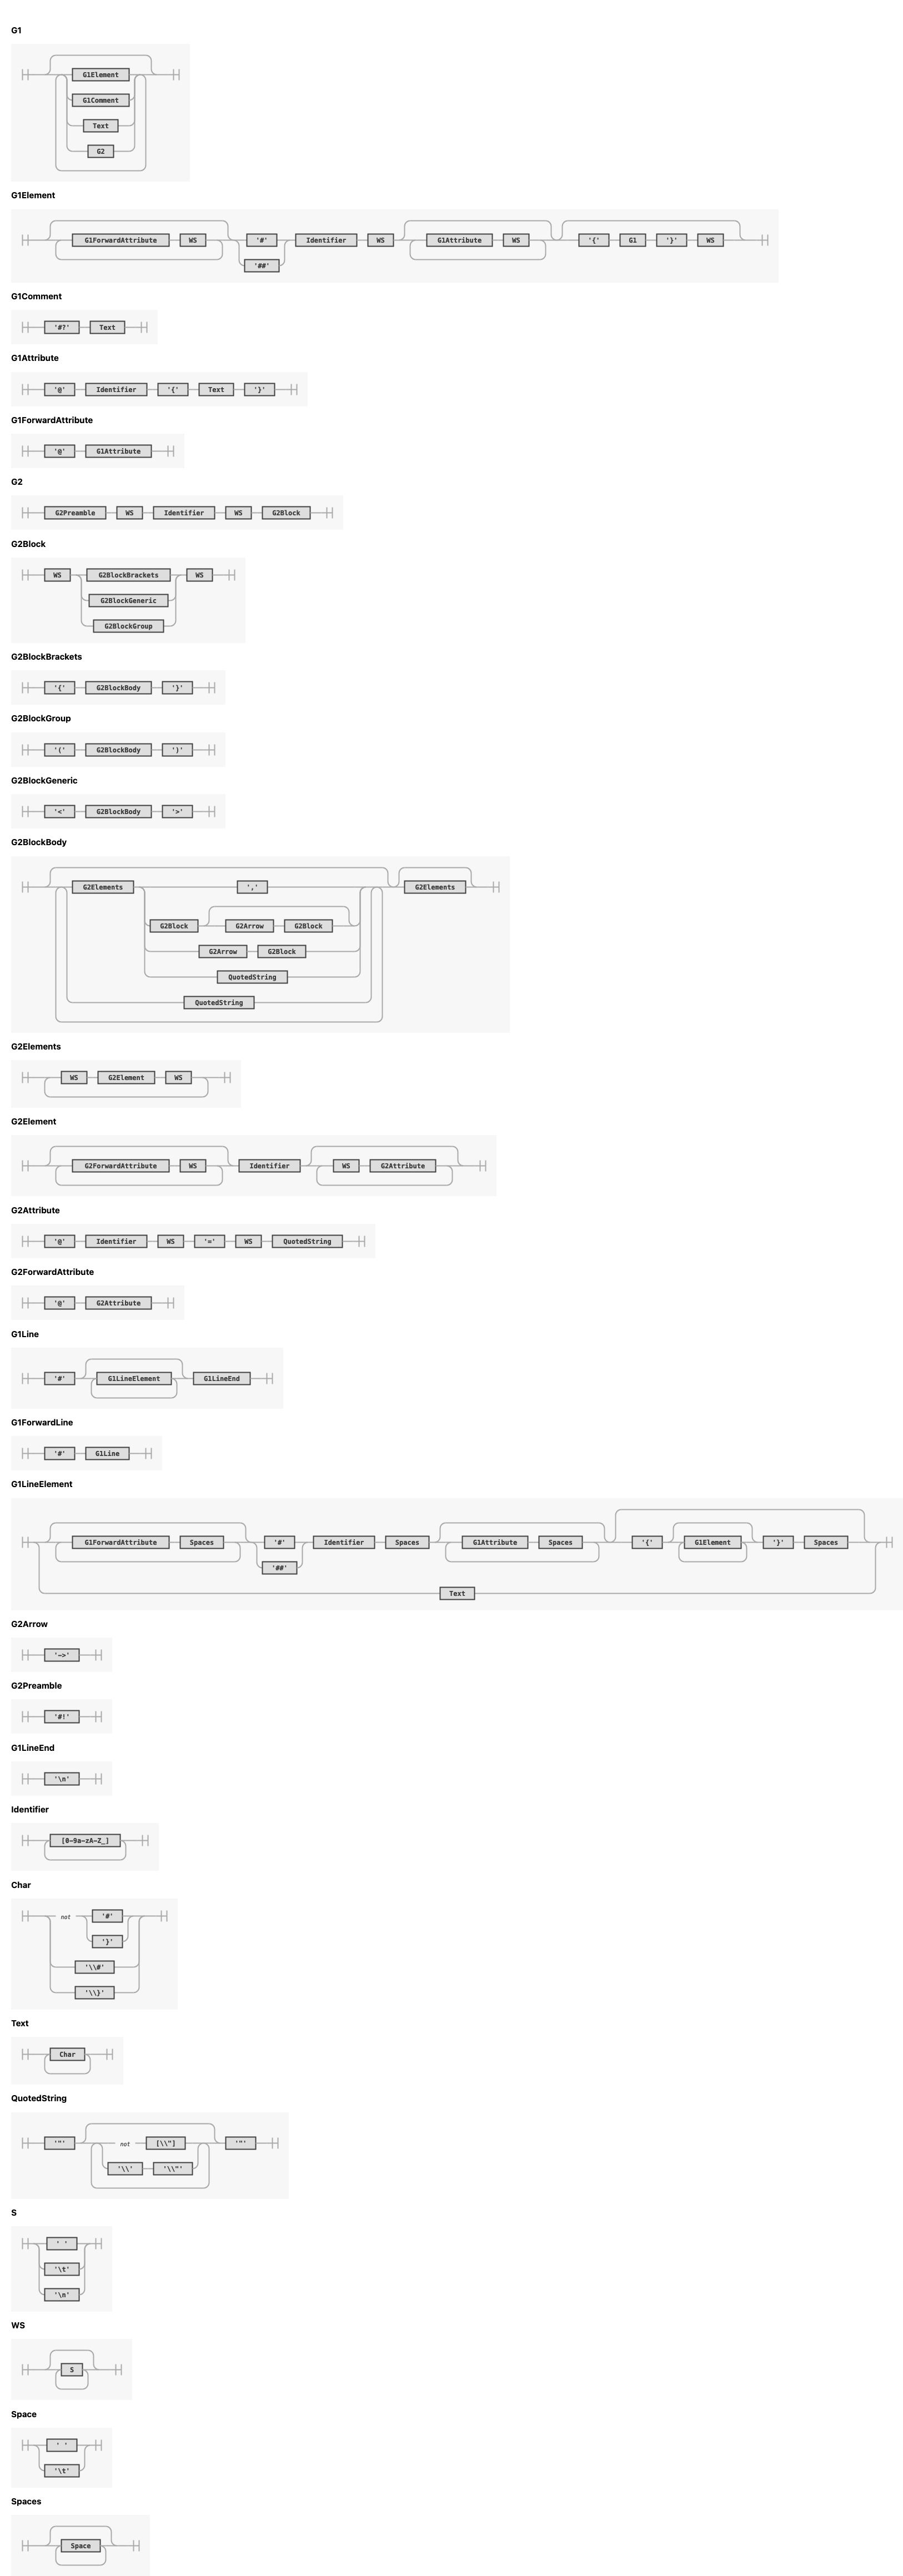 G1
G1Element
G1Comment
Text
G2
G1Element
G1ForwardAttribute WS '#' Identifier WS G1Attribute WS '{' G1 '}' WS
'##'
G1Comment
'#?' Text
G1Attribute
'@' Identifier '{' Text '}'
G1ForwardAttribute
'@' G1Attribute
G2
G2Preamble WS Identifier WS G2Block
G2Block
WS G2BlockBrackets WS
G2BlockGeneric
G2BlockGroup
G2BlockBrackets
'{' G2BlockBody '}'
G2BlockGroup
'(' G2BlockBody ')'
G2BlockGeneric
'<' G2BlockBody '>'
G2BlockBody
G2Elements ',' G2Elements
G2Block G2Arrow G2Block
G2Arrow G2Block
QuotedString
QuotedString
G2Elements
WS G2Element WS
G2Element
G2ForwardAttribute WS Identifier WS G2Attribute
G2Attribute
'@' Identifier WS '=' WS QuotedString
G2ForwardAttribute
'@' G2Attribute
G1Line
'#' G1LineElement G1LineEnd
G1ForwardLine
'#' G1Line
G1LineElement
G1ForwardAttribute Spaces '#' Identifier Spaces G1Attribute Spaces '{' G1Element '}' Spaces
'##'
Text
G2Arrow
'->'
G2Preamble
'#!'
G1LineEnd
'\n'
Identifier
[0-9a-zA-Z_]
Char
not '#'
'}'
'\\#'
'\\}'
Text
Char
QuotedString
'"' not [\\"] '"'
'\\' '\\"'
S
' '
'\t'
'\n'
WS
S
Space
' '
'\t'
Spaces
Space